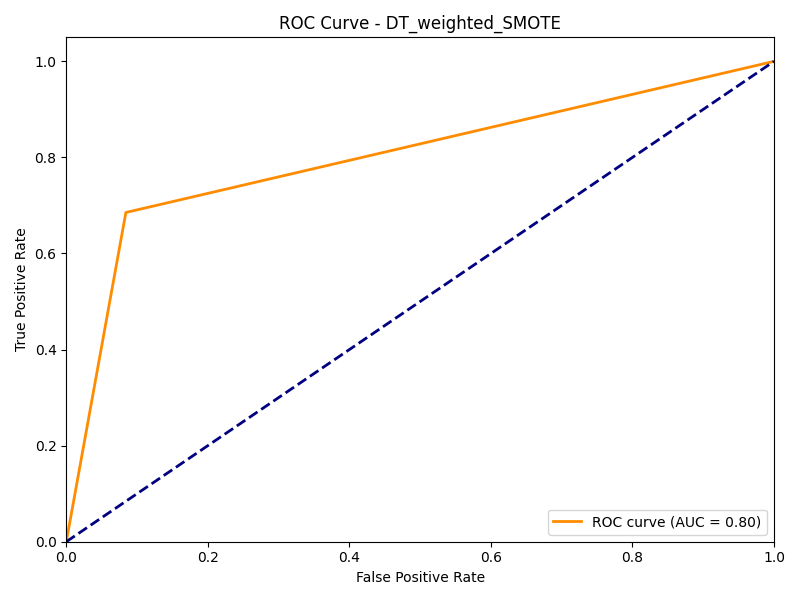 ROC Curve - DT_weighted_SMOTE
True Positive Rate
1.0
0.8
0.6
0.4
0.2
0.0
0.0 0.2 0.4 0.6 0.8 1.0
False Positive Rate
ROC curve (AUC = 0.80)